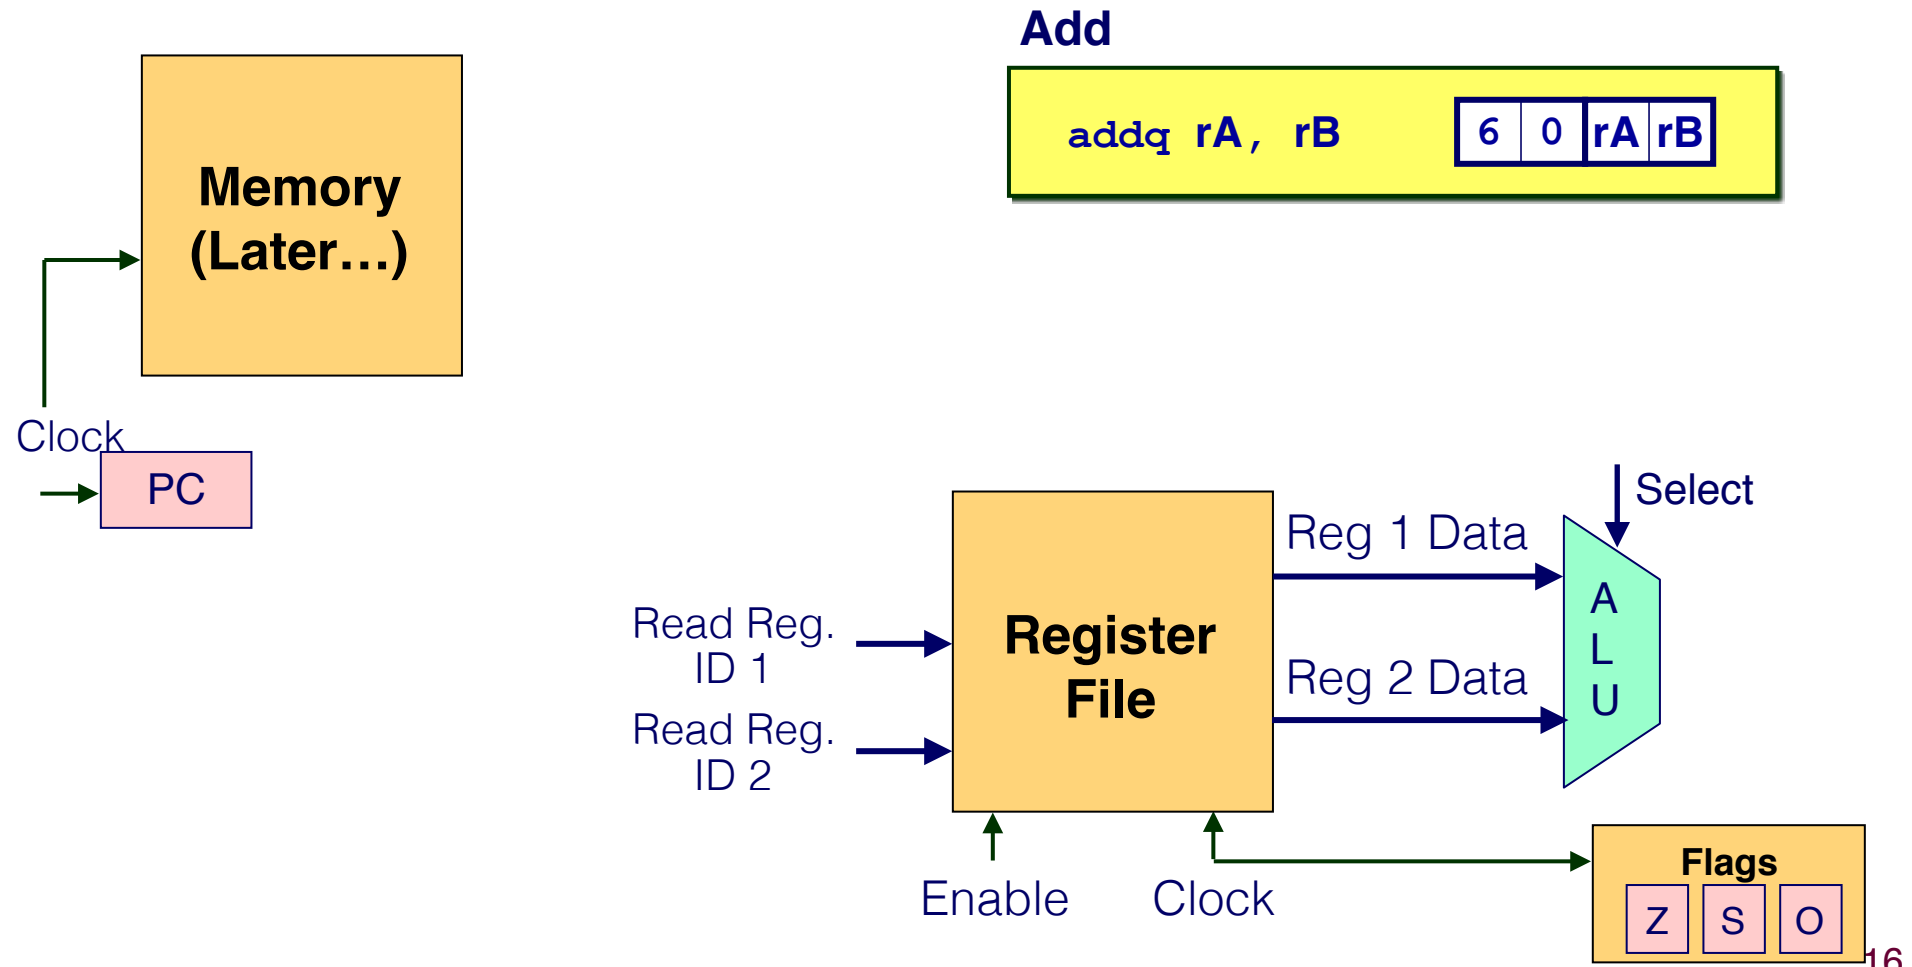 Add
addq rA, rB
6 0 rA rB
Memory
(Later...)
Clock
PC
Select
Reg 1 Data
A
L
U
Read Reg.
ID 1
Register
File
Reg 2 Data
Read Reg.
ID 2
Enable
Clock
Flags
Z S O
16